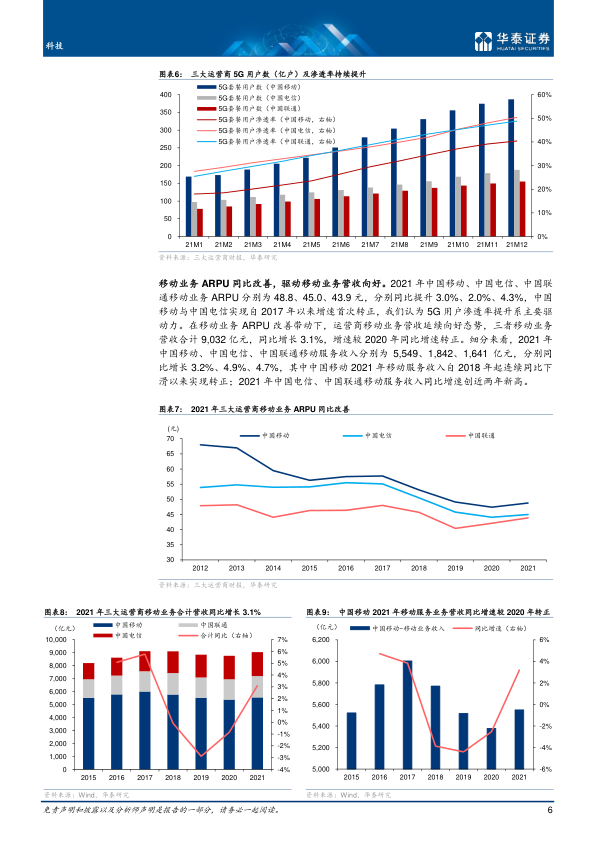 科技
华泰证券
HUATAI SECURITIES
图表6： 三大运营商 5G 用户数（亿户）及渗透率持续提升
5G套餐用户数（中国移动）
5G套餐用户数（中国电信）
5G套餐用户数（中国联通）
5G套餐用户渗透率（中国移动，右轴）
5G套餐用户渗透率（中国电信，右轴）
5G套餐用户渗透率（中国联通，右轴）
400
350
300
250
200
150
100
50
0
60%
50%
40%
30%
20%
10%
0%
21M1 21M2 21M3 21M4 21M5 21M6 21M7 21M8 21M9 21M10 21M11 21M12
资料来源：三大运营商财报，华泰研究
移动业务 ARPU 同比改善，驱动移动业务营收向好。2021 年中国移动、中国电信、中国联
通移动业务 ARPU 分别为 48.8、45.0、43.9 元，分别同比提升 3.0%、2.0%、4.3%，中国
移动与中国电信实现自 2017 年以来增速首次转正，我们认为 5G 用户渗透率提升系主要驱
动力。在移动业务 ARPU 改善带动下，运营商移动业务营收延续向好态势，三者移动业务
营收合计 9,032 亿元，同比增长 3.1%，增速较 2020 年同比增速转正。细分来看，2021 年
中国移动、中国电信、中国联通移动服务收入分别为 5,549、1,842、1,641 亿元，分别同
比增长 3.2%、4.9%、4.7%，其中中国移动 2021 年移动服务收入自 2018 年起连续同比下
滑以来实现转正；2021 年中国电信、中国联通移动服务收入同比增速创近两年新高。
图表7： 2021 年三大运营商移动业务 ARPU 同比改善
(元)
中国移动 中国电信 中国联通
70
65
60
55
50
45
40
35
30
2012 2013 2014 2015 2016 2017 2018 2019 2020 2021
资料来源：三大运营商财报，华泰研究
图表8： 2021 年三大运营商移动业务合计营收同比增长 3.1%
(亿元)
中国移动 中国联通
中国电信 合计同比（右轴）
10,000
9,000
8,000
7,000
6,000
5,000
4,000
3,000
2,000
1,000
0
7%
6%
5%
4%
3%
2%
1%
0%
-1%
-2%
-3%
-4%
2015 2016 2017 2018 2019 2020 2021
资料来源：Wind，华泰研究
图表9： 中国移动 2021 年移动服务业务营收同比增速较 2020 年转正
(亿元)
中国移动-移动业务收入 同比增速（右轴）
6,200
6,000
5,800
5,600
5,400
5,200
5,000
6%
4%
2%
0%
-2%
-4%
-6%
2015 2016 2017 2018 2019 2020 2021
资料来源：Wind，华泰研究
免责声明和披露以及分析师声明是报告的一部分，请务必一起阅读。
6